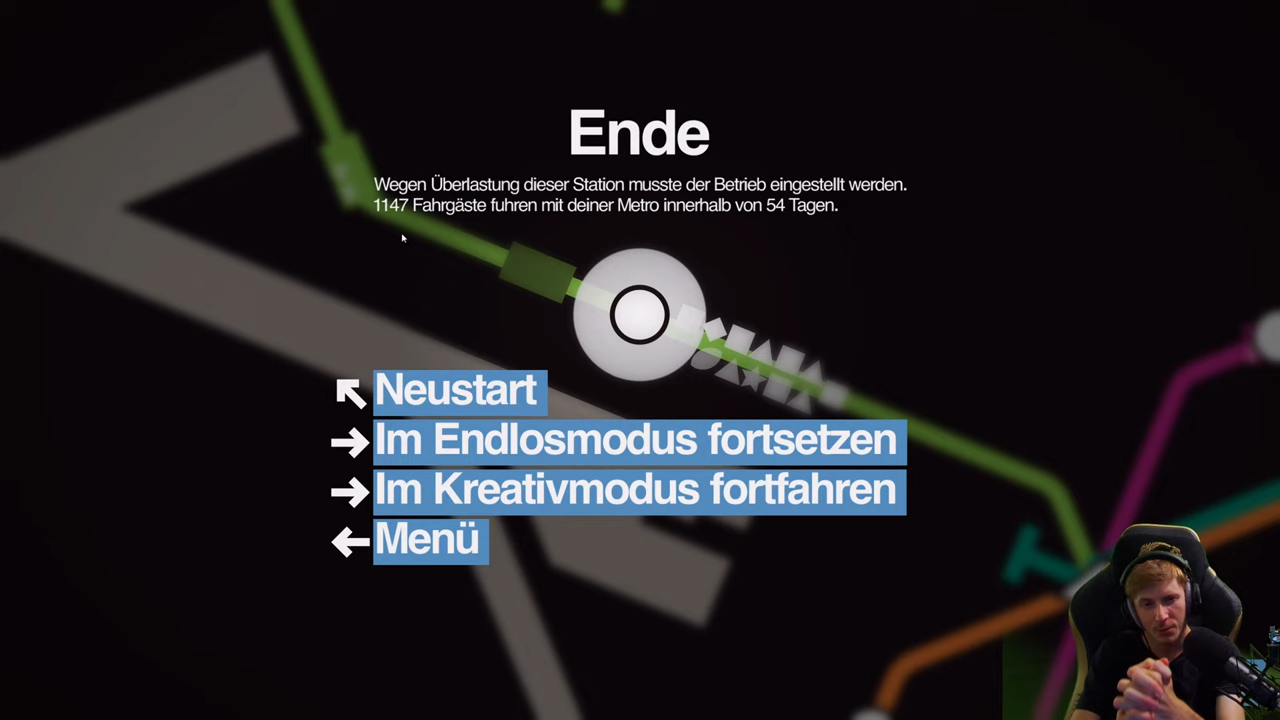 Ende
Wegen Überlastung dieser Station musste der Betrieb eingestellt werden.
1147 Fahrgäste fuhren mit deiner Metro innerhalb von 54 Tagen.
Neustart
Im Endlosmodus fortsetzen
Im Kreativmodus fortfahren
Menü